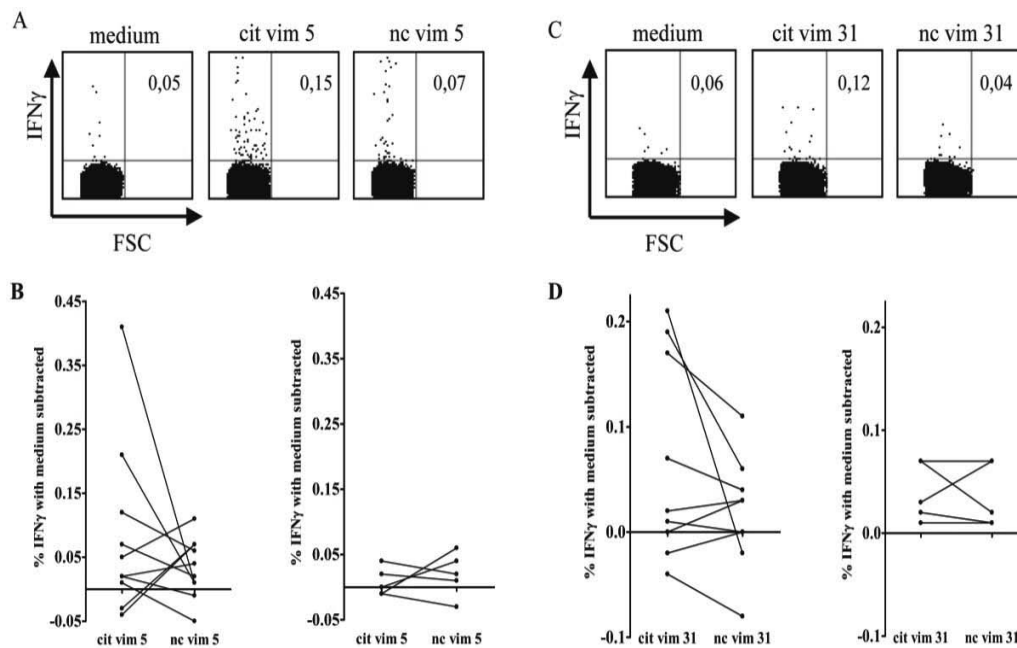 A
medium
cit vim 5
nc vim 5
IFNγ
0,05
0,15
0,07
FSC
C
medium
cit vim 31
nc vim 31
IFNγ
0,06
0,12
0,04
FSC
B
% IFNγ with medium subtracted
0.45
0.35
0.25
0.15
0.05
-0.05
cit vim 5
nc vim 5
% IFNγ with medium subtracted
0.45
0.35
0.25
0.15
0.05
-0.05
cit vim 5
nc vim 5
D
% IFNγ with medium subtracted
0.2
0.1
0.0
-0.1
cit vim 31
nc vim 31
% IFNγ with medium subtracted
0.2
0.1
0.0
-0.1
cit vim 31
nc vim 31